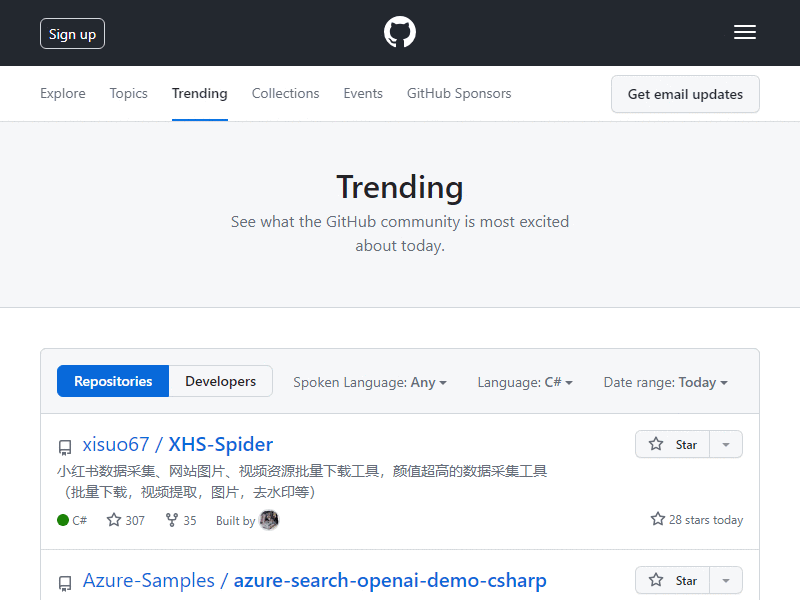 Sign up
Explore Topics Trending Collections Events GitHub Sponsors Get email updates
Trending
See what the GitHub community is most excited
about today.
Repositories Developers Spoken Language: Any Language: C# Date range: Today
xisuo67 / XHS-Spider Star
小红书数据采集、网站图片、视频资源批量下载工具，颜值超高的数据采集工具
（批量下载，视频提取，图片，去水印等）
C# 307 35 Built by 28 stars today
Azure-Samples / azure-search-openai-demo-csharp Star